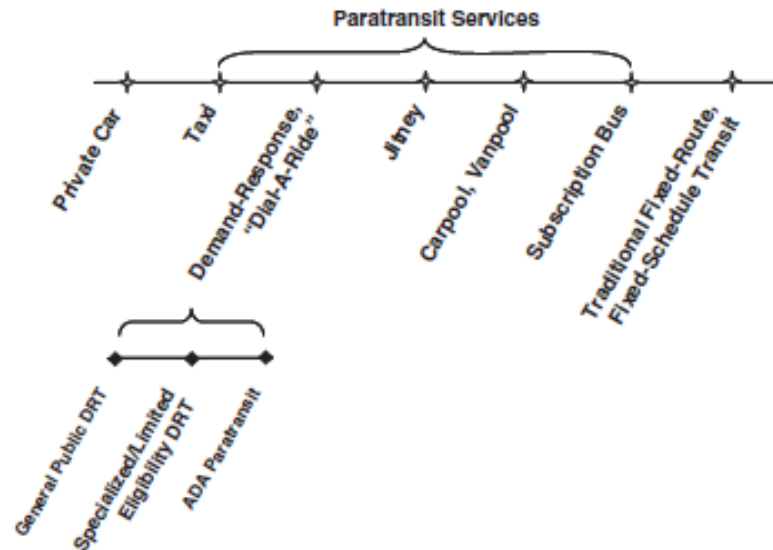 Paratransit Services
Private Car
Taxi
Demand-Response,
“Dial-A-Ride”
Jitney
Carpool, Vanpool
Subscription Bus
Traditional Fixed-Route,
Fixed-Schedule Transit
General Public DRT
Specialized/Limited
Eligibility DRT
ADA Paratransit